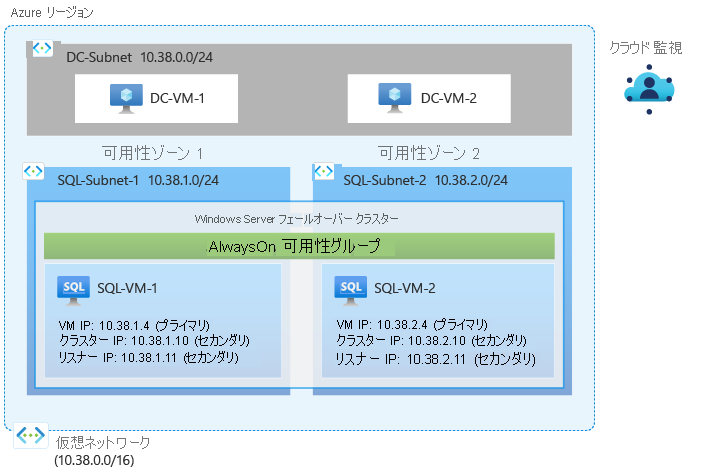 Azure リージョン
クラウド監視
DC-Subnet 10.38.0.0/24
DC-VM-1
DC-VM-2
可用性ゾーン 1
可用性ゾーン 2
SQL-Subnet-1 10.38.1.0/24
SQL-Subnet-2 10.38.2.0/24
Windows Server フェールオーバー クラスター
AlwaysOn 可用性グループ
SQL
SQL-VM-1
VM IP: 10.38.1.4 (プライマリ)
クラスター IP: 10.38.1.10 (セカンダリ)
リスナー IP: 10.38.1.11 (セカンダリ)
SQL
SQL-VM-2
VM IP: 10.38.2.4 (プライマリ)
クラスター IP: 10.38.2.10 (セカンダリ)
リスナー IP: 10.38.2.11 (セカンダリ)
仮想ネットワーク
(10.38.0.0/16)